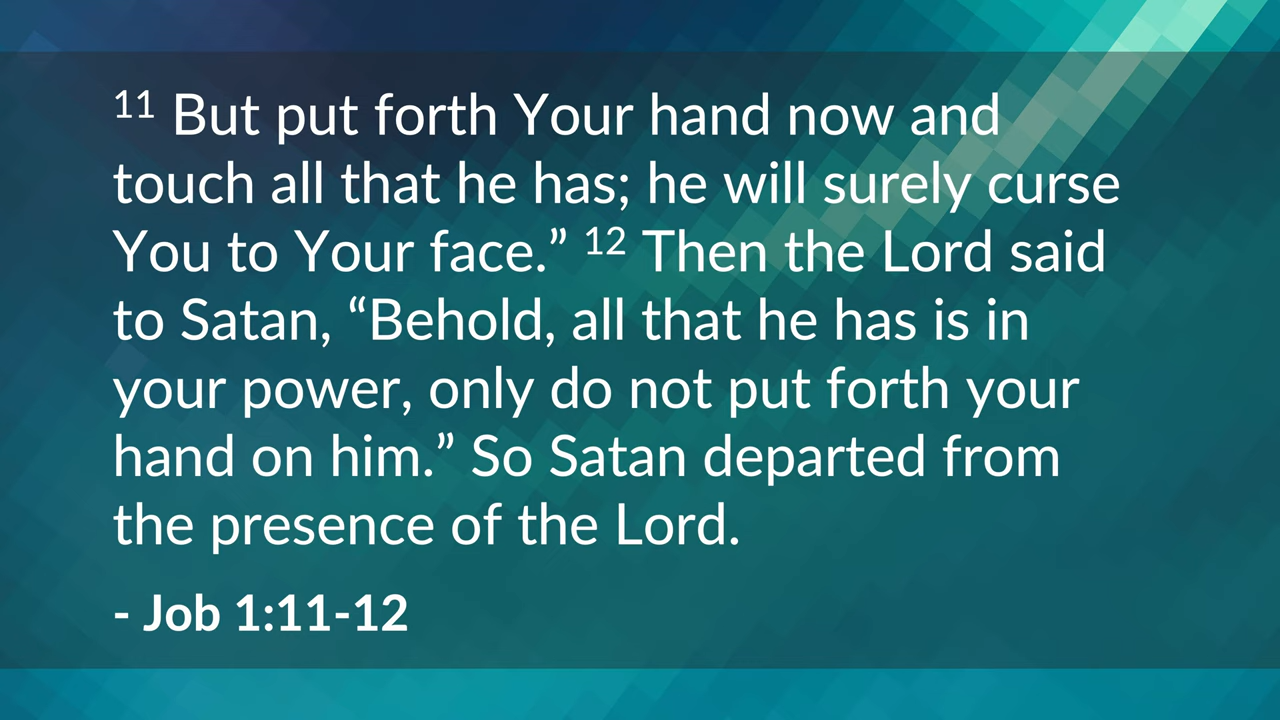 ¹¹ But put forth Your hand now and
touch all that he has; he will surely curse
You to Your face.” ¹² Then the Lord said
to Satan, “Behold, all that he has is in
your power, only do not put forth your
hand on him.” So Satan departed from
the presence of the Lord.
- Job 1:11-12